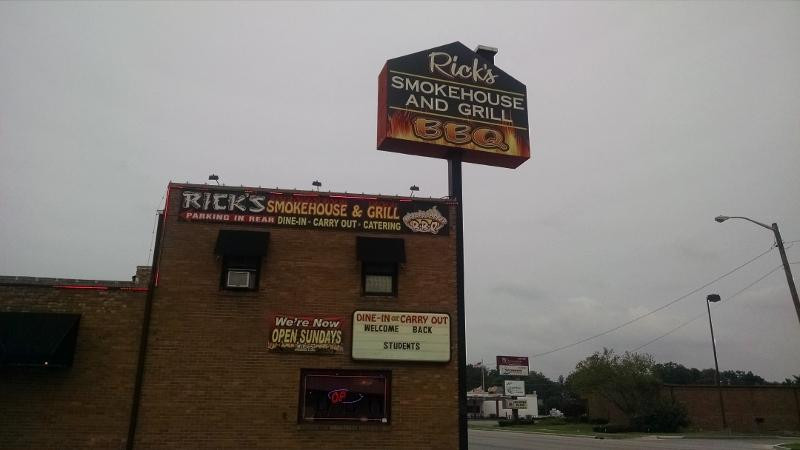 Rick's
SMOKEHOUSE
AND GRILL
BBQ
RICK'S SMOKEHOUSE & GRILL
PARKING IN REAR DINE-IN - CARRY OUT - CATERING
BBQ
We're Now
OPEN SUNDAYS
DINE-IN OR CARRY OUT
WELCOME BACK
STUDENTS
OP